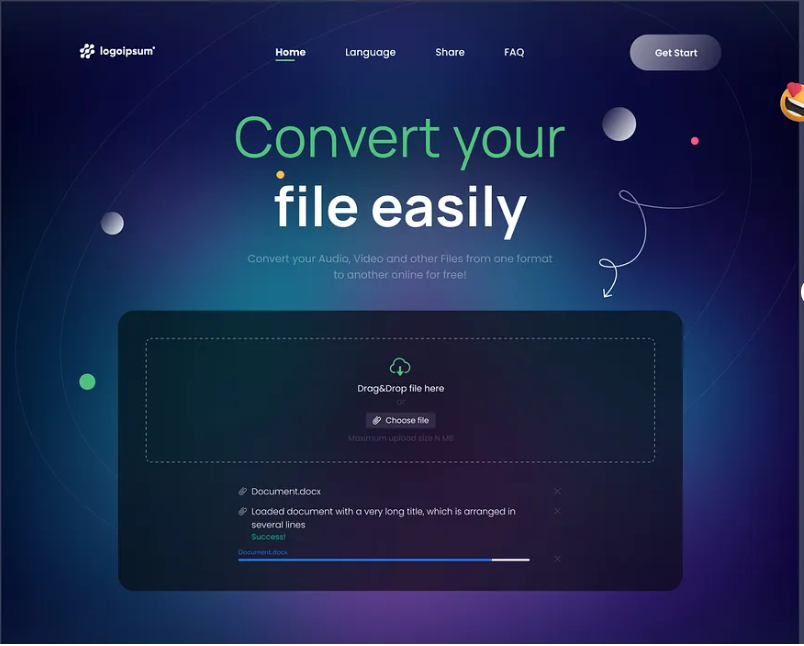 logoipsum
Home
Language
Share
FAQ
Get Start
Convert your
file easily
Convert your Audio, Video and other Files from one format
to another online for free!
Drag&Drop file here
or
Choose file
Maximum upload size N MB
Document.docx
Loaded document with a very long title, which is arranged in
several lines
Success!
Document.docx